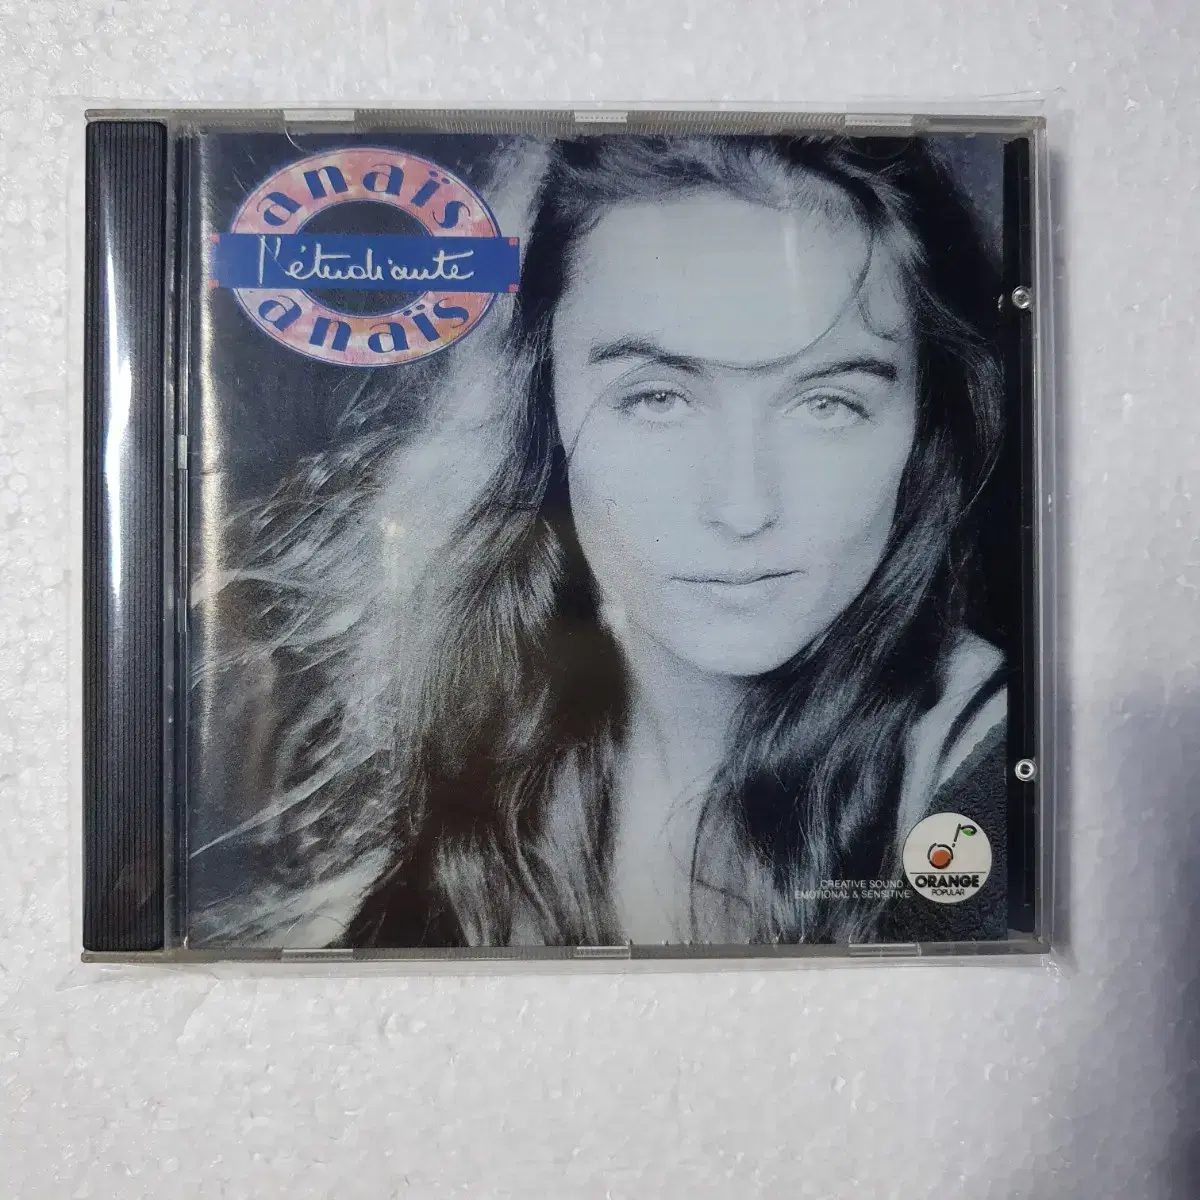 anaïs
l'étudiante
anaïs
CREATIVE SOUND
EMOTIONAL & SENSITIVE
ORANGE
POPULAR